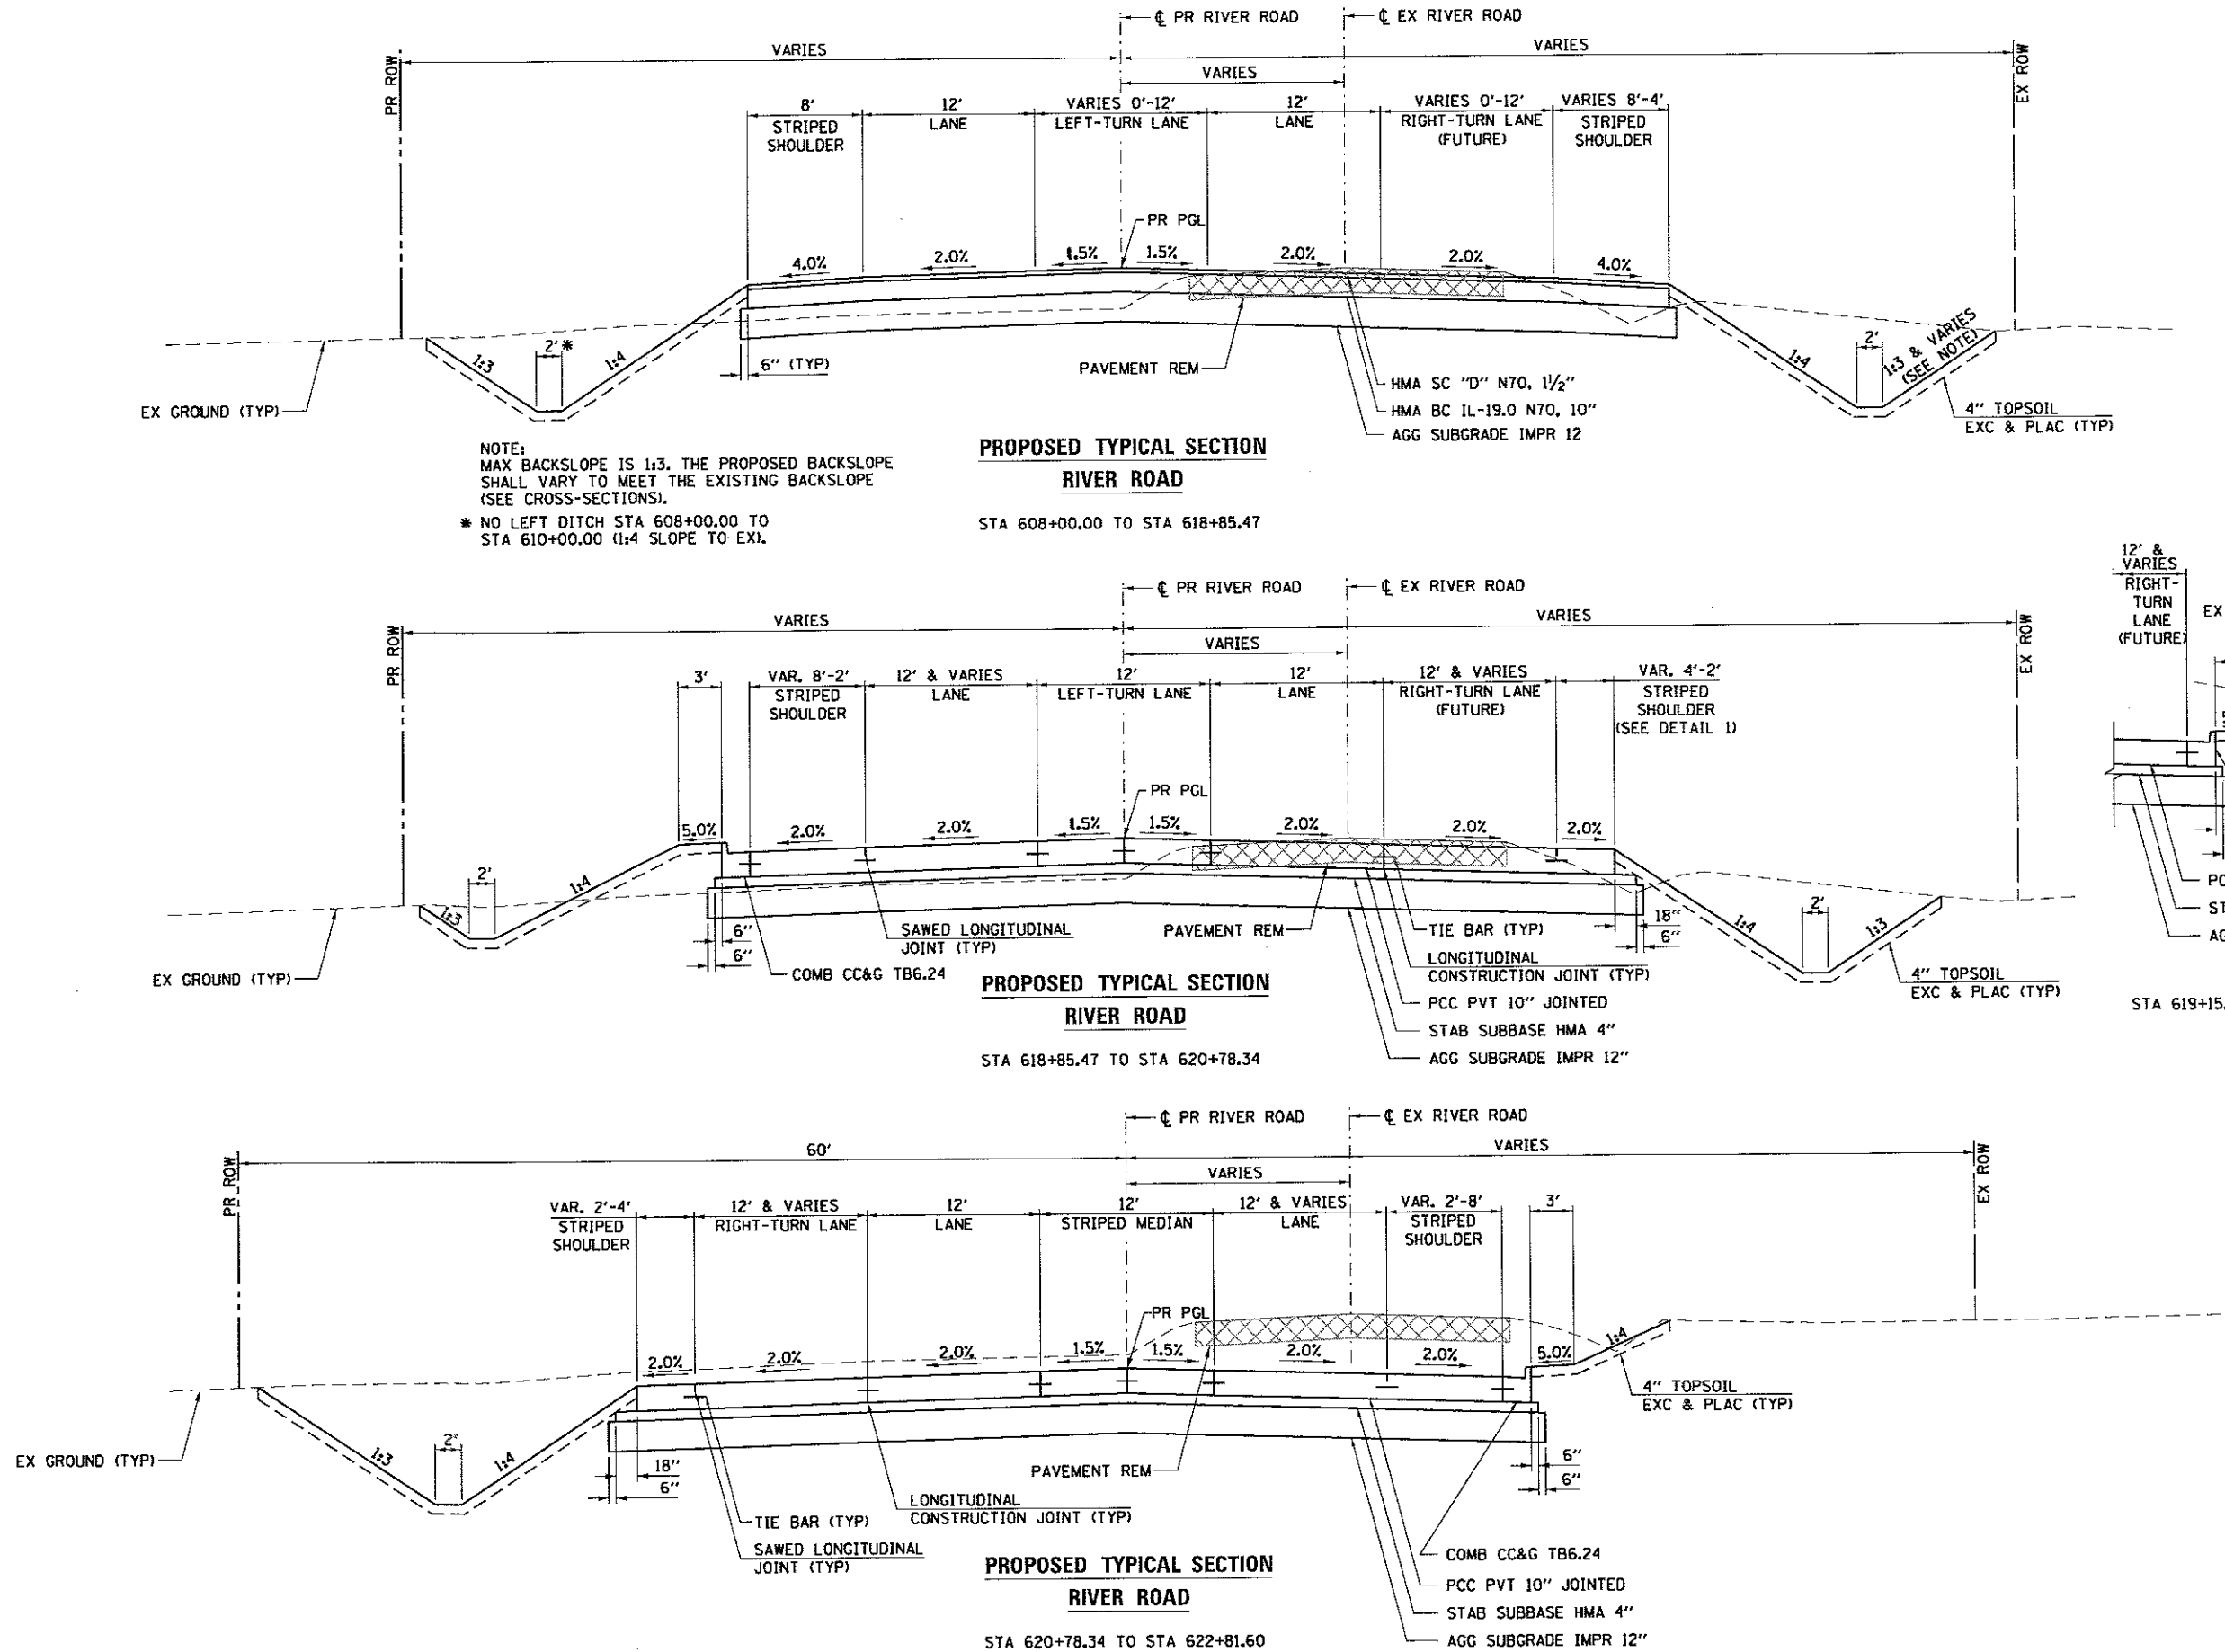 ℄ PR RIVER ROAD
℄ EX RIVER ROAD
VARIES
VARIES
VARIES
PR ROW
EX ROW
8'
STRIPED
SHOULDER
12'
LANE
VARIES 0'-12'
LEFT-TURN LANE
12'
LANE
VARIES 0'-12'
RIGHT-TURN LANE
(FUTURE)
VARIES 8'-4'
STRIPED
SHOULDER
PR PGL
4.0%
2.0%
1.5%
1.5%
2.0%
2.0%
4.0%
1:3
2'*
1:4
6" (TYP)
PAVEMENT REM
1:4
2'
1:3 & VARIES
(SEE NOTE)
EX GROUND (TYP)
HMA SC "D" N70, 1½"
HMA BC IL-19.0 N70, 10"
AGG SUBGRADE IMPR 12
4" TOPSOIL
EXC & PLAC (TYP)
NOTE:
MAX BACKSLOPE IS 1:3. THE PROPOSED BACKSLOPE
SHALL VARY TO MEET THE EXISTING BACKSLOPE
(SEE CROSS-SECTIONS).
* NO LEFT DITCH STA 608+00.00 TO
STA 610+00.00 (1:4 SLOPE TO EX).
PROPOSED TYPICAL SECTION
RIVER ROAD
STA 608+00.00 TO STA 618+85.47
℄ PR RIVER ROAD
℄ EX RIVER ROAD
VARIES
VARIES
VARIES
PR ROW
EX ROW
3'
VAR. 8'-2'
STRIPED
SHOULDER
12' & VARIES
LANE
12'
LEFT-TURN LANE
12'
LANE
12' & VARIES
RIGHT-TURN LANE
(FUTURE)
VAR. 4'-2'
STRIPED
SHOULDER
(SEE DETAIL 1)
PR PGL
5.0%
2.0%
2.0%
1.5%
1.5%
2.0%
2.0%
2.0%
1:3
2'
1:4
6"
6"
SAWED LONGITUDINAL
JOINT (TYP)
COMB CC&G TB6.24
PAVEMENT REM
TIE BAR (TYP)
LONGITUDINAL
CONSTRUCTION JOINT (TYP)
PCC PVT 10" JOINTED
STAB SUBBASE HMA 4"
AGG SUBGRADE IMPR 12"
18"
6"
1:4
2'
1:3
4" TOPSOIL
EXC & PLAC (TYP)
EX GROUND (TYP)
PROPOSED TYPICAL SECTION
RIVER ROAD
STA 618+85.47 TO STA 620+78.34
12' &
VARIES
RIGHT-
TURN
LANE
(FUTURE)
EX
STA 619+15.
℄ PR RIVER ROAD
℄ EX RIVER ROAD
60'
VARIES
VARIES
PR ROW
EX ROW
VAR. 2'-4'
STRIPED
SHOULDER
12' & VARIES
RIGHT-TURN LANE
12'
LANE
12'
STRIPED MEDIAN
12' & VARIES
LANE
VAR. 2'-8'
STRIPED
SHOULDER
3'
PR PGL
2.0%
2.0%
2.0%
1.5%
1.5%
2.0%
2.0%
5.0%
1:4
4" TOPSOIL
EXC & PLAC (TYP)
EX GROUND (TYP)
1:3
2'
1:4
18"
6"
PAVEMENT REM
6"
6"
TIE BAR (TYP)
LONGITUDINAL
CONSTRUCTION JOINT (TYP)
SAWED LONGITUDINAL
JOINT (TYP)
COMB CC&G TB6.24
PCC PVT 10" JOINTED
STAB SUBBASE HMA 4"
AGG SUBGRADE IMPR 12"
PROPOSED TYPICAL SECTION
RIVER ROAD
STA 620+78.34 TO STA 622+81.60